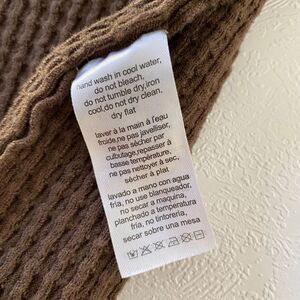 hand wash in cool water,
do not bleach,
do not tumble dry,iron
cool,do not dry clean,
dry flat
laver à la main à l'eau
froide,ne pas javelliser,
ne pas sécher par
culbutage,repasser à
basse température,
ne pas nettoyer à sec,
sécher à plat
lavado a mano con agua
fría, no use blanqueador,
no secar a maquina,
planchado a temperatura
fría, no tintorería,
secar sobre una mesa